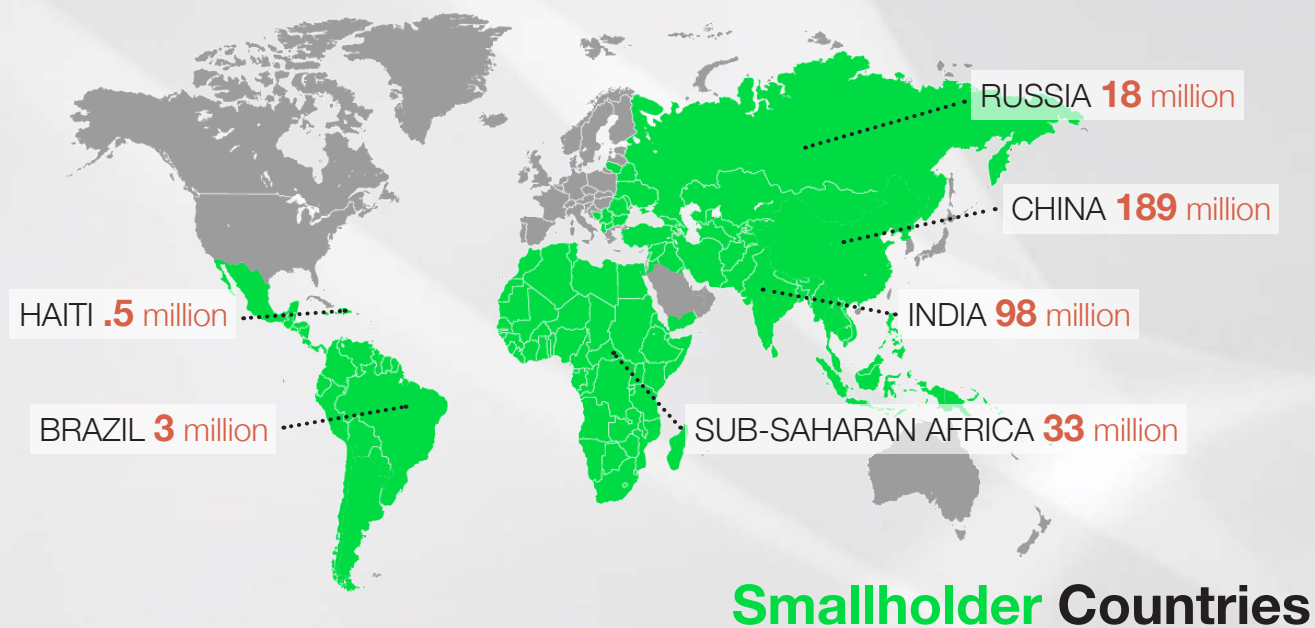 RUSSIA 18 million
CHINA 189 million
HAITI .5 million
INDIA 98 million
BRAZIL 3 million
SUB-SAHARAN AFRICA 33 million
Smallholder Countries